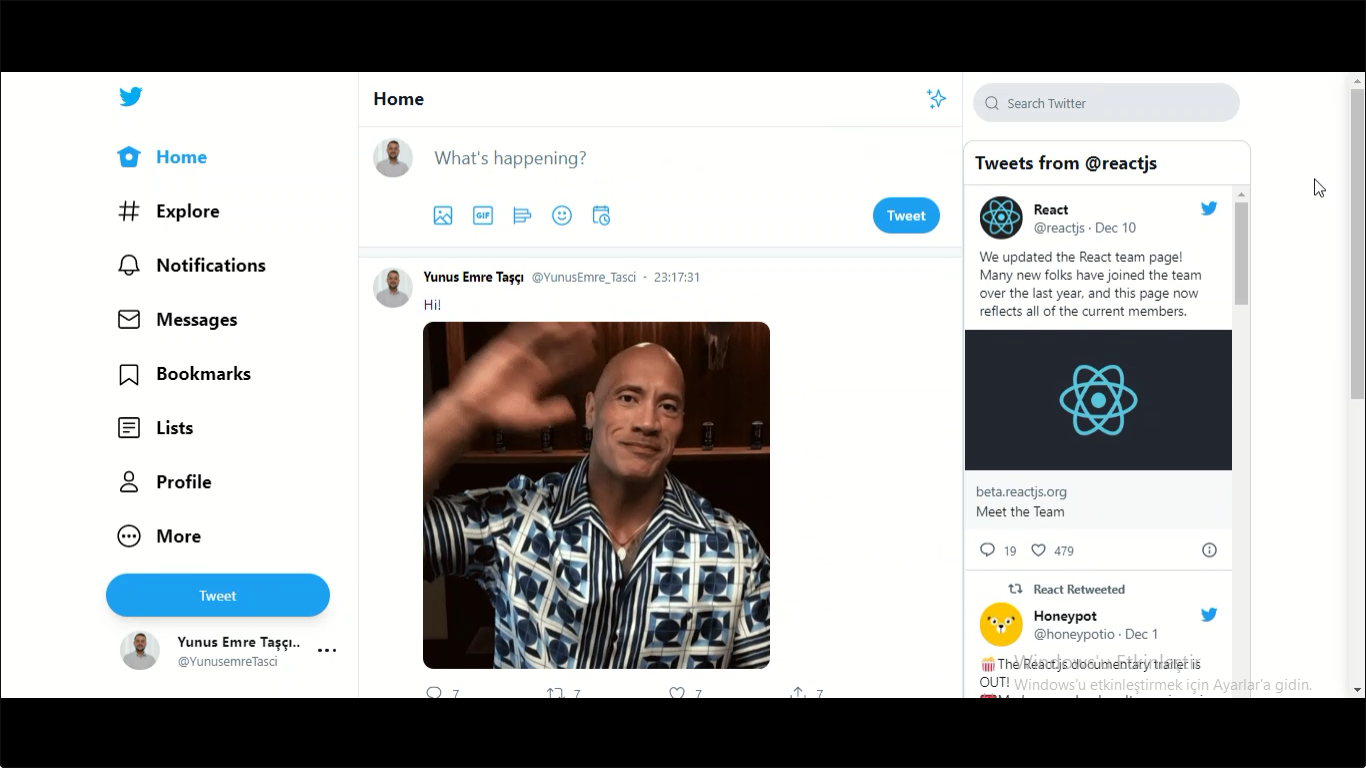 Home
Explore
Notifications
Messages
Bookmarks
Lists
Profile
More
Tweet
Yunus Emre Taşçı..
@YunusemreTasci
Home
What's happening?
GIF
Tweet
Yunus Emre Taşçı @YunusEmre_Tasci · 23:17:31
Hi!
7 7 7 7
Search Twitter
Tweets from @reactjs
React
@reactjs · Dec 10
We updated the React team page!
Many new folks have joined the team
over the last year, and this page now
reflects all of the current members.
beta.reactjs.org
Meet the Team
19 479
React Retweeted
Honeypot
@honeypotio · Dec 1
🍿The React.js documentary trailer is
OUT!
Windows'u Etkinleştir
Windows'u etkinleştirmek için Ayarlar'a gidin.